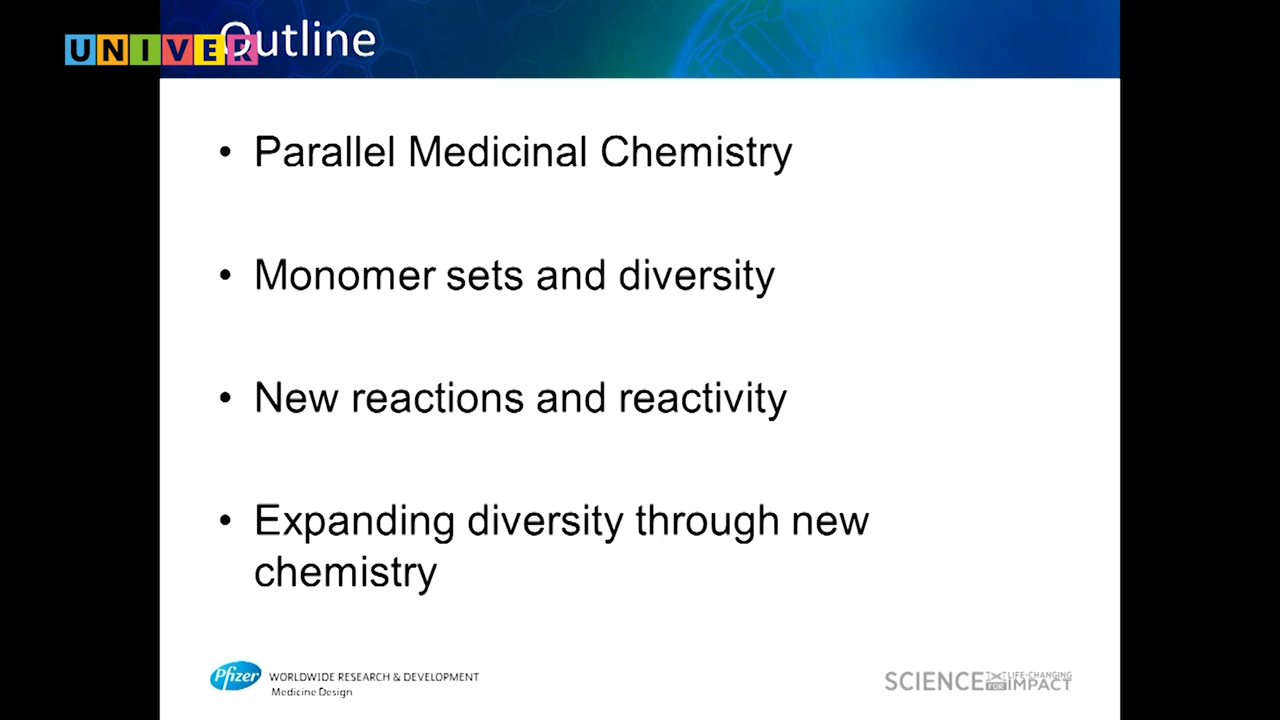 UNIVER
Outline
• Parallel Medicinal Chemistry
• Monomer sets and diversity
• New reactions and reactivity
• Expanding diversity through new
chemistry
Pfizer
WORLDWIDE RESEARCH & DEVELOPMENT
Medicine Design
SCIENCE FOR LIFE-CHANGING IMPACT